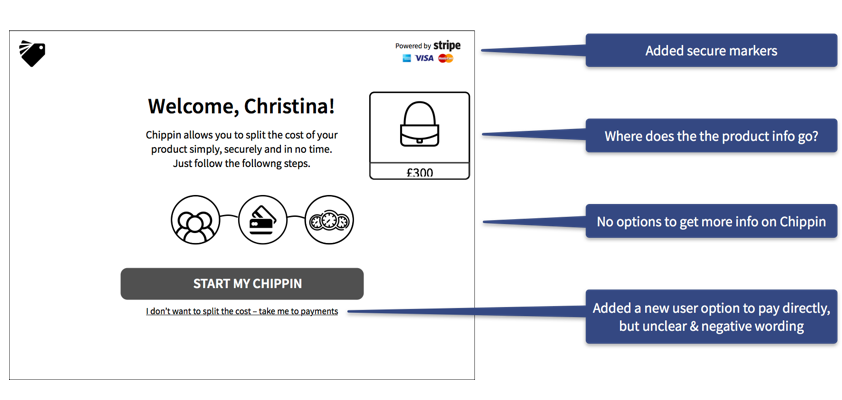 Powered by stripe
VISA
Added secure markers
Welcome, Christina!
Chippin allows you to split the cost of your
product simply, securely and in no time.
Just follow the followng steps.
£300
Where does the the product info go?
No options to get more info on Chippin
START MY CHIPPIN
I don't want to split the cost – take me to payments
Added a new user option to pay directly,
but unclear & negative wording